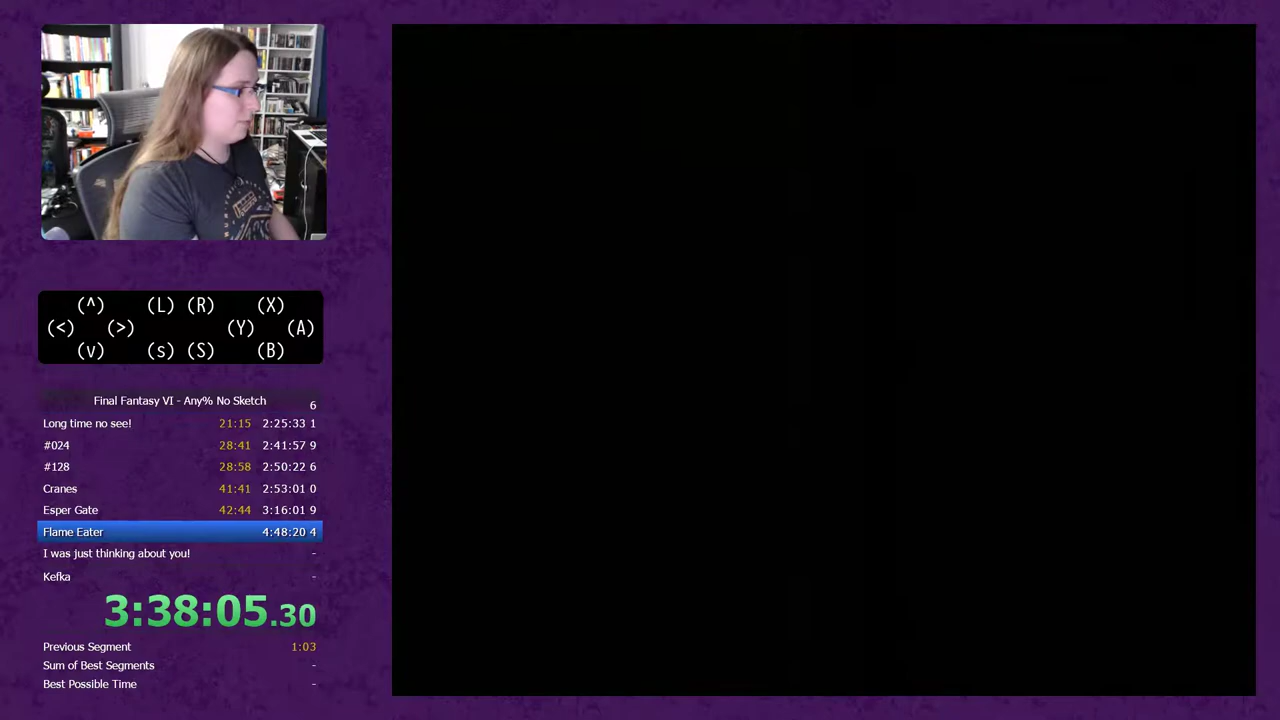 (^) (L) (R) (X)
(<) (>) (Y) (A)
(v) (s) (S) (B)
Final Fantasy VI - Any% No Sketch
6
Long time no see! 21:15 2:25:33 1
#024 28:41 2:41:57 9
#128 28:58 2:50:22 6
Cranes 41:41 2:53:01 0
Esper Gate 42:44 3:16:01 9
Flame Eater 4:48:20 4
I was just thinking about you! -
Kefka -
3:38:05.30
Previous Segment 1:03
Sum of Best Segments -
Best Possible Time -